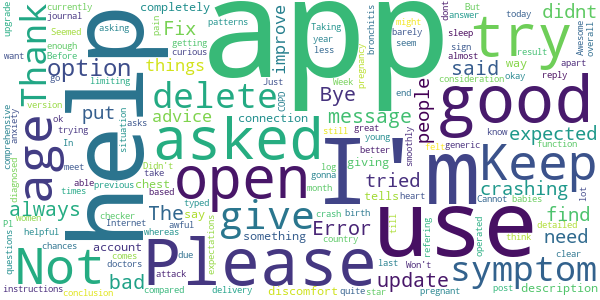 app
help
I'm
use
good
try
Please
asked
open
Not
age
give
Keep
symptom
Thank
delete
option
always
bad
The
Error
message
update
tried
find
need
expected
crashing
people
said
didnt
Fix
improve
things
put
advice
Bye
way
completely
currently
patterns
journal
upgrade
Seemed
enough
Before
asking
pain
year
less
getting
curious
bronchitis
Taking
might
barely
seem
dont
answer
But
today
sleep
sign
almost
Awesome
overall
result
apart
okay
reply
consideration
pregnancy
Week
COPD
Just
limiting
want
got
version
ok
trying
In
anxiety
comprehensive
diagnosed
meet
able
times
previous
checker
Women
helpful
questions
chances
due
account
Internet
whereas
comes
doctors
attack
instructions
conclusion
compared
delivery
situation
asks
Didn't
take
based
chest
typed
awful
say
expectations
something
connection
giving
tells
still
young
great
better
log
gonna
month
heart
crash
birth
country
discomfort
quite
star
last
pregnant
Won't
till
refering
felt
smoothly
generic
know
Cannot
babies
function
lot
operated
think
detailed
clear
post
description
end